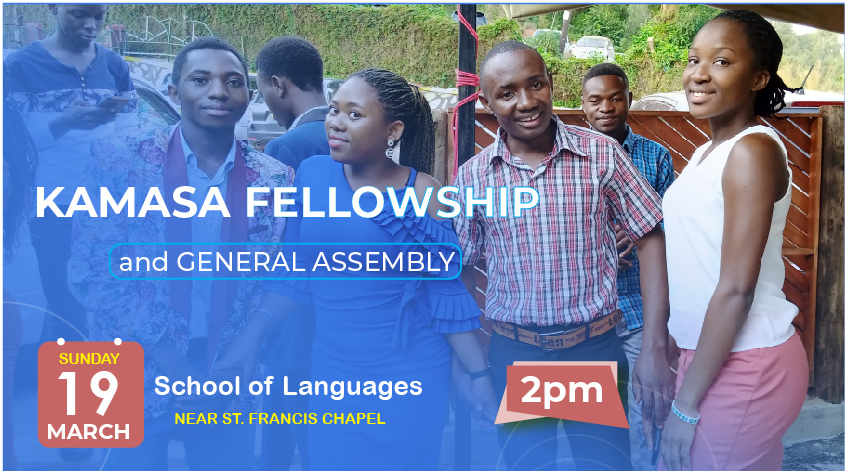 KAMASA FELLOWSHIP
and GENERAL ASSEMBLY
SUNDAY
19
MARCH
School of Languages
NEAR ST. FRANCIS CHAPEL
2pm